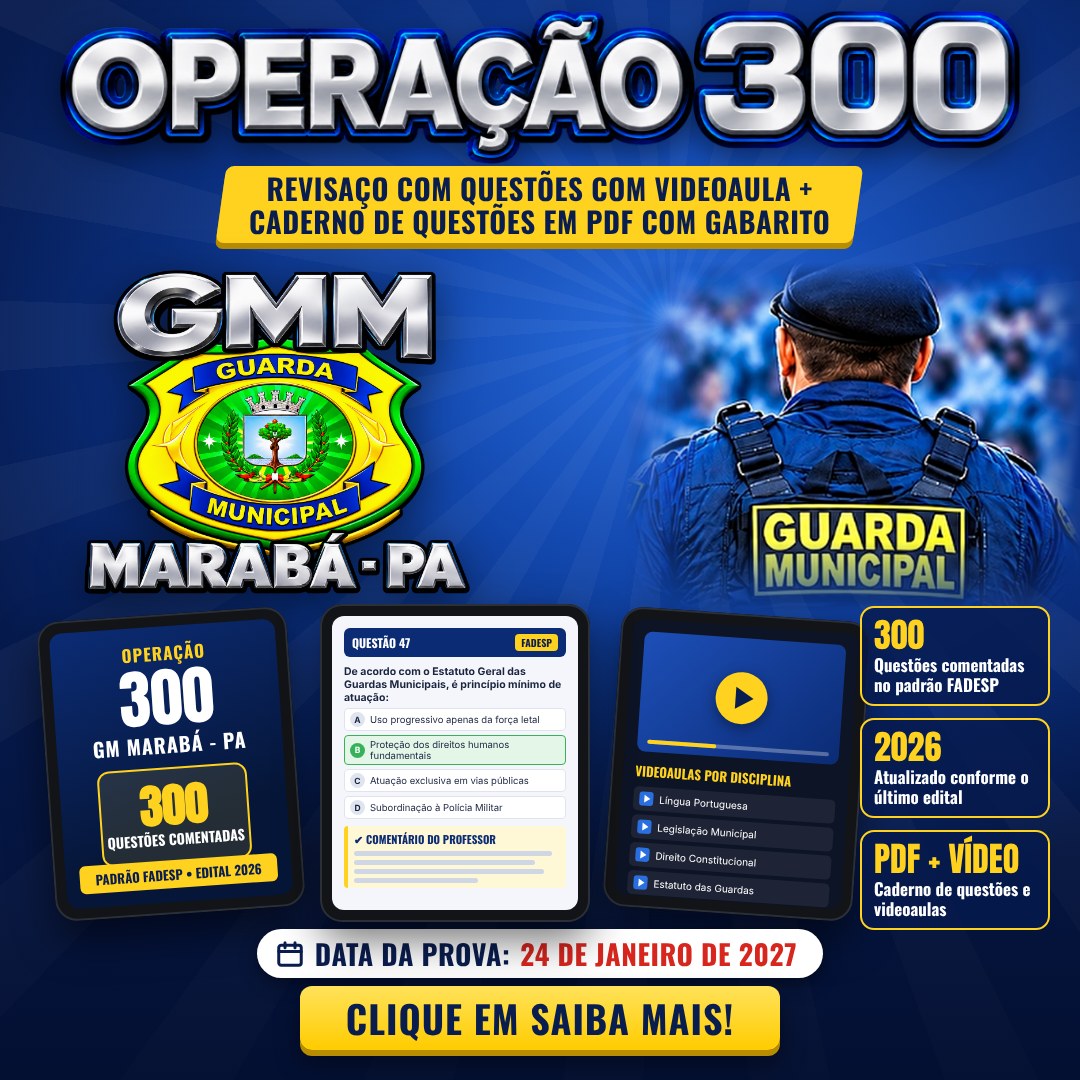 OPERAÇÃO 300
REVISAÇO COM QUESTÕES COM VIDEOAULA +
CADERNO DE QUESTÕES EM PDF COM GABARITO
GMM
GUARDA
MUNICIPAL
MARABÁ - PA
GUARDA
MUNICIPAL
OPERAÇÃO
300
GM MARABÁ - PA
300
QUESTÕES COMENTADAS
PADRÃO FADESP • EDITAL 2026
QUESTÃO 47
FADESP
De acordo com o Estatuto Geral das
Guardas Municipais, é princípio mínimo de
atuação:
A Uso progressivo apenas da força letal
B Proteção dos direitos humanos
fundamentais
C Atuação exclusiva em vias públicas
D Subordinação à Polícia Militar
✔ COMENTÁRIO DO PROFESSOR
VIDEOAULAS POR DISCIPLINA
Língua Portuguesa
Legislação Municipal
Direito Constitucional
Estatuto das Guardas
300
Questões comentadas
no padrão FADESP
2026
Atualizado conforme o
último edital
PDF + VÍDEO
Caderno de questões e
videoaulas
DATA DA PROVA: 24 DE JANEIRO DE 2027
CLIQUE EM SAIBA MAIS!